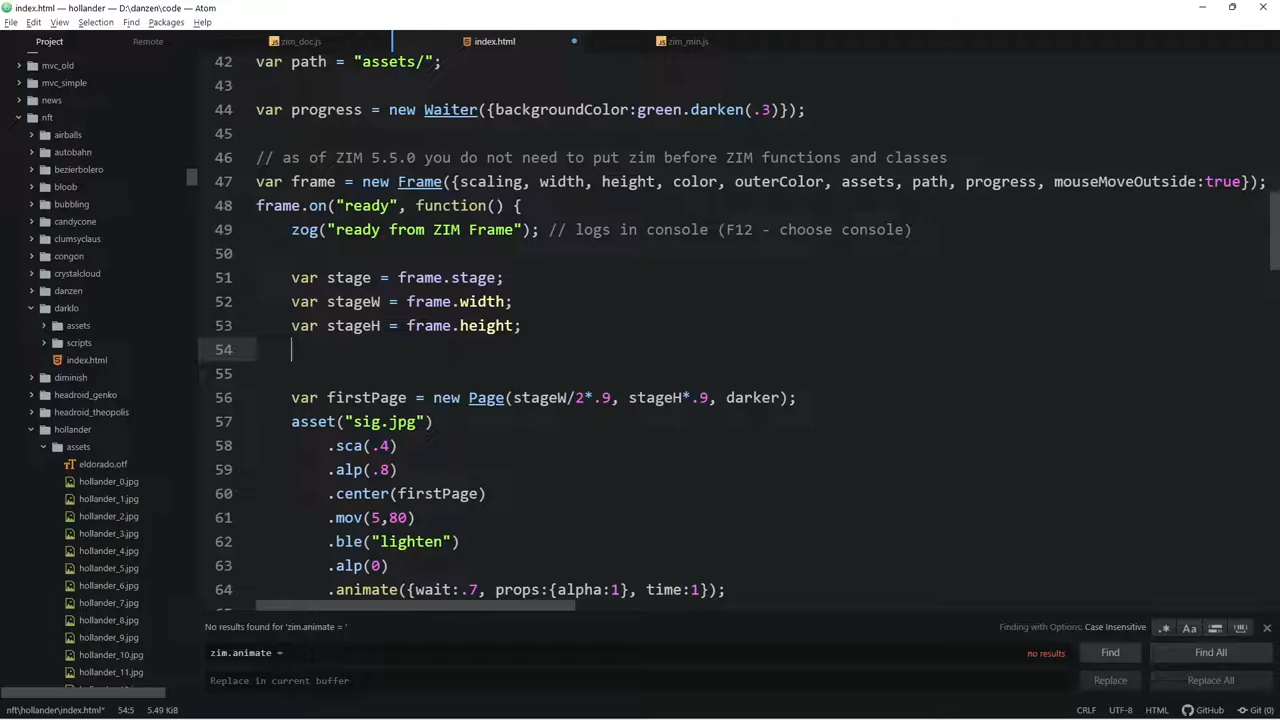 index.html — hollander — D:\danzen\code — Atom
File Edit View Selection Find Packages Help
Project Remote
zim_doc.js index.html zim_min.js
mvc_old
mvc_simple
news
nft
airballs
autobahn
bezierbolero
bloob
bubbling
candycone
clumsyclaus
congon
crystalcloud
danzen
darklo
assets
scripts
index.html
diminish
headroid_genko
headroid_theopolis
hollander
assets
eldorado.otf
hollander_0.jpg
hollander_1.jpg
hollander_2.jpg
hollander_3.jpg
hollander_4.jpg
hollander_5.jpg
hollander_6.jpg
hollander_7.jpg
hollander_8.jpg
hollander_9.jpg
hollander_10.jpg
hollander_11.jpg
42 var path = "assets/";
43
44 var progress = new Waiter({backgroundColor:green.darken(.3)});
45
46 // as of ZIM 5.5.0 you do not need to put zim before ZIM functions and classes
47 var frame = new Frame({scaling, width, height, color, outerColor, assets, path, progress, mouseMoveOutside:true});
48 frame.on("ready", function() {
49 zog("ready from ZIM Frame"); // logs in console (F12 - choose console)
50
51 var stage = frame.stage;
52 var stageW = frame.width;
53 var stageH = frame.height;
54
55
56 var firstPage = new Page(stageW/2*.9, stageH*.9, darker);
57 asset("sig.jpg")
58 .sca(.4)
59 .alp(.8)
60 .center(firstPage)
61 .mov(5,80)
62 .ble("lighten")
63 .alp(0)
64 .animate({wait:.7, props:{alpha:1}, time:1});
No results found for 'zim.animate = ' Finding with Options: Case Insensitive .* Aa
zim.animate = no results Find Find All
Replace in current buffer Replace Replace All
nft\hollander\index.html* 54:5 5.49 KiB CRLF UTF-8 HTML GitHub Git (0)